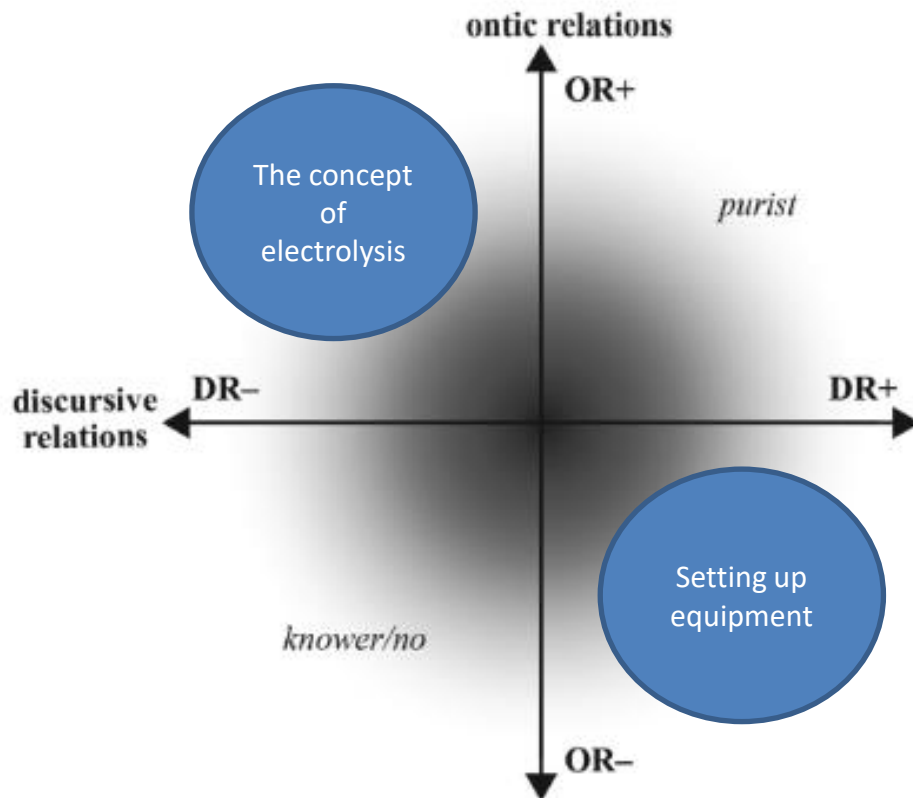 ontic relations
OR+
The concept
of
electrolysis
purist
DR–
DR+
discursive
relations
Setting up
equipment
knower/no
OR–